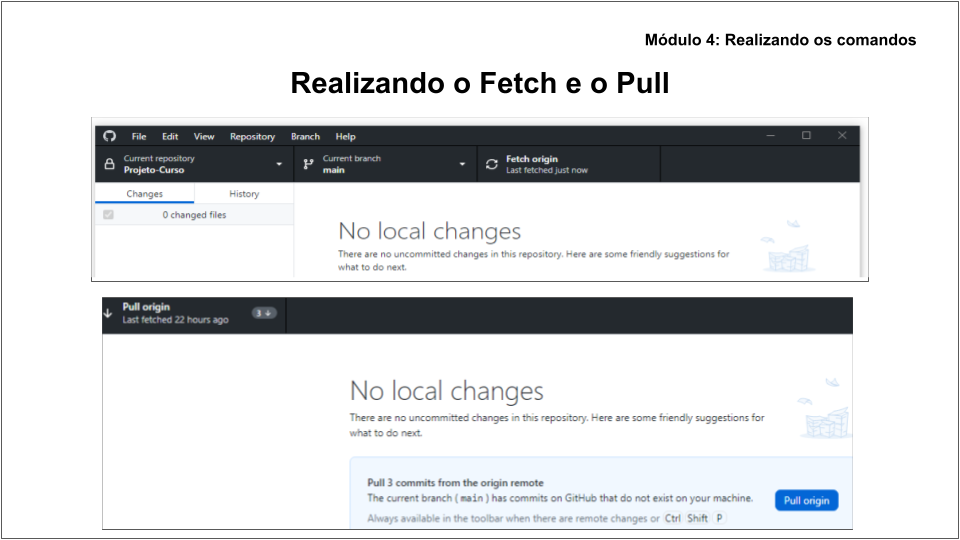 Módulo 4: Realizando os comandos
Realizando o Fetch e o Pull
File Edit View Repository Branch Help
Current repository
Projeto-Curso
Current branch
main
Fetch origin
Last fetched just now
Changes History
0 changed files
No local changes
There are no uncommitted changes in this repository. Here are some friendly suggestions for
what to do next.
Pull origin
Last fetched 22 hours ago
3
No local changes
There are no uncommitted changes in this repository. Here are some friendly suggestions for
what to do next.
Pull 3 commits from the origin remote
The current branch (main) has commits on GitHub that do not exist on your machine.
Pull origin
Always available in the toolbar when there are remote changes or Ctrl Shift P